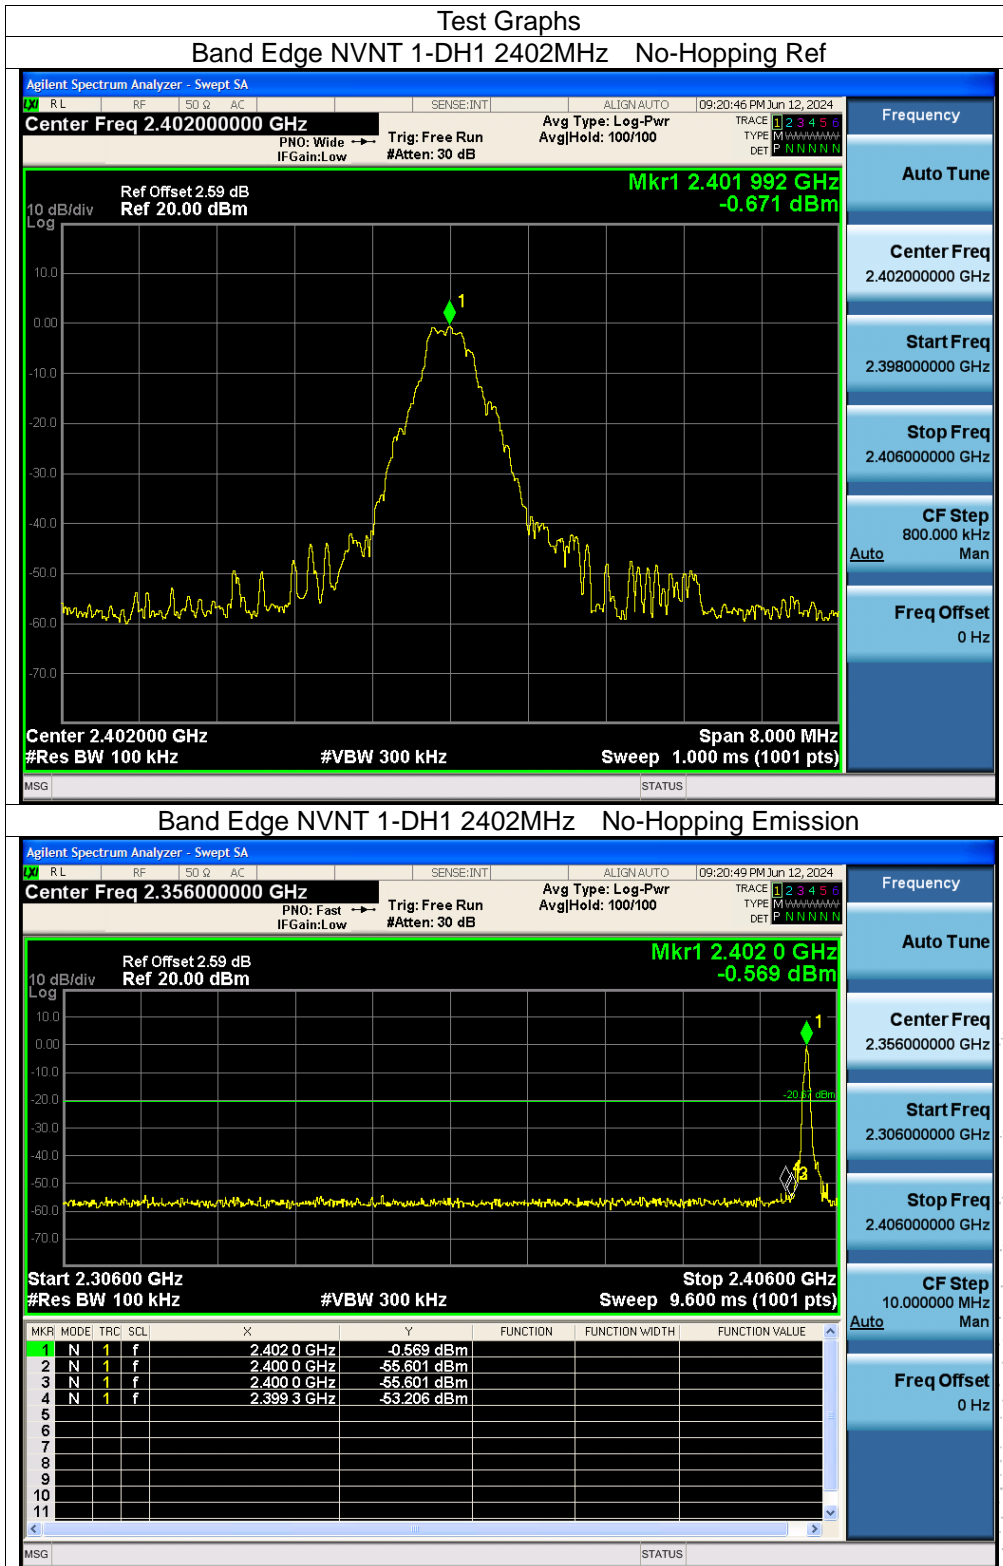 Test Graphs
Band Edge NVNT 1-DH1 2402MHz No-Hopping Ref
Agilent Spectrum Analyzer - Swept SA
LXI RL RF 50 Ω AC SENSE:INT ALIGN AUTO 09:20:46 PM Jun 12, 2024
Center Freq 2.402000000 GHz
PNO: Wide
IFGain:Low
Trig: Free Run
#Atten: 30 dB
Avg Type: Log-Pwr
Avg|Hold: 100/100
TRACE 1 2 3 4 5 6
TYPE M W W W W W
DET P N N N N N
Ref Offset 2.59 dB
Ref 20.00 dBm
10 dB/div
Log
Mkr1 2.401 992 GHz
-0.671 dBm
1
10.0
0.00
-10.0
-20.0
-30.0
-40.0
-50.0
-60.0
-70.0
Center 2.402000 GHz
Span 8.000 MHz
#Res BW 100 kHz
#VBW 300 kHz
Sweep 1.000 ms (1001 pts)
MSG
STATUS
Frequency
Auto Tune
Center Freq
2.402000000 GHz
Start Freq
2.398000000 GHz
Stop Freq
2.406000000 GHz
CF Step
800.000 kHz
Auto Man
Freq Offset
0 Hz
Band Edge NVNT 1-DH1 2402MHz No-Hopping Emission
Agilent Spectrum Analyzer - Swept SA
LXI RL RF 50 Ω AC SENSE:INT ALIGN AUTO 09:20:49 PM Jun 12, 2024
Center Freq 2.356000000 GHz
PNO: Fast
IFGain:Low
Trig: Free Run
#Atten: 30 dB
Avg Type: Log-Pwr
Avg|Hold: 100/100
TRACE 1 2 3 4 5 6
TYPE M W W W W W
DET P N N N N N
Ref Offset 2.59 dB
Ref 20.00 dBm
10 dB/div
Log
Mkr1 2.402 0 GHz
-0.569 dBm
1
10.0
0.00
-10.0
-20.0
-20.67 dBm
-30.0
-40.0
-50.0
-60.0
-70.0
Start 2.30600 GHz
Stop 2.40600 GHz
#Res BW 100 kHz
#VBW 300 kHz
Sweep 9.600 ms (1001 pts)
MKR MODE TRC SCL X Y FUNCTION FUNCTION WIDTH FUNCTION VALUE
1 N 1 f 2.402 0 GHz -0.569 dBm
2 N 1 f 2.400 0 GHz -55.601 dBm
3 N 1 f 2.400 0 GHz -55.601 dBm
4 N 1 f 2.399 3 GHz -53.206 dBm
5
6
7
8
9
10
11
MSG
STATUS
Frequency
Auto Tune
Center Freq
2.356000000 GHz
Start Freq
2.306000000 GHz
Stop Freq
2.406000000 GHz
CF Step
10.000000 MHz
Auto Man
Freq Offset
0 Hz